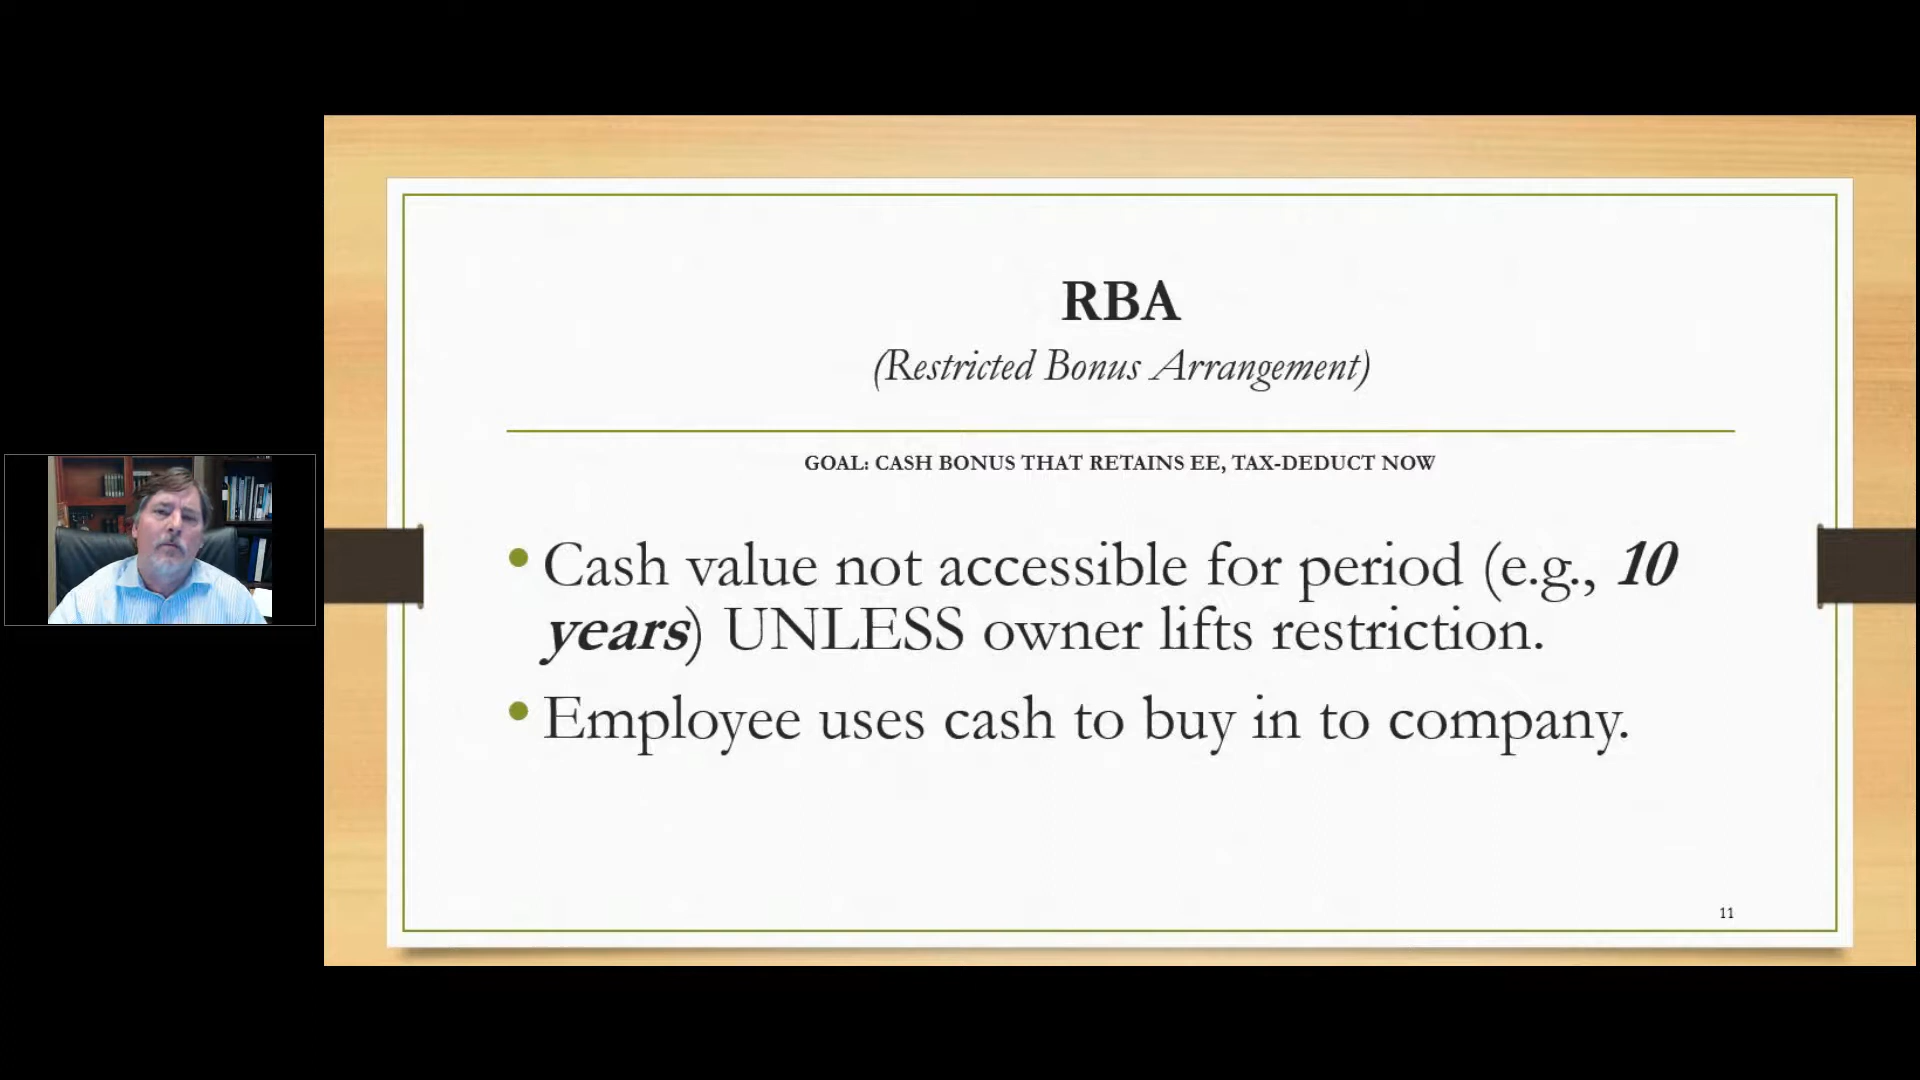 RBA
(Restricted Bonus Arrangement)
GOAL: CASH BONUS THAT RETAINS EE, TAX-DEDUCT NOW
• Cash value not accessible for period (e.g., 10
years) UNLESS owner lifts restriction.
• Employee uses cash to buy in to company.
11